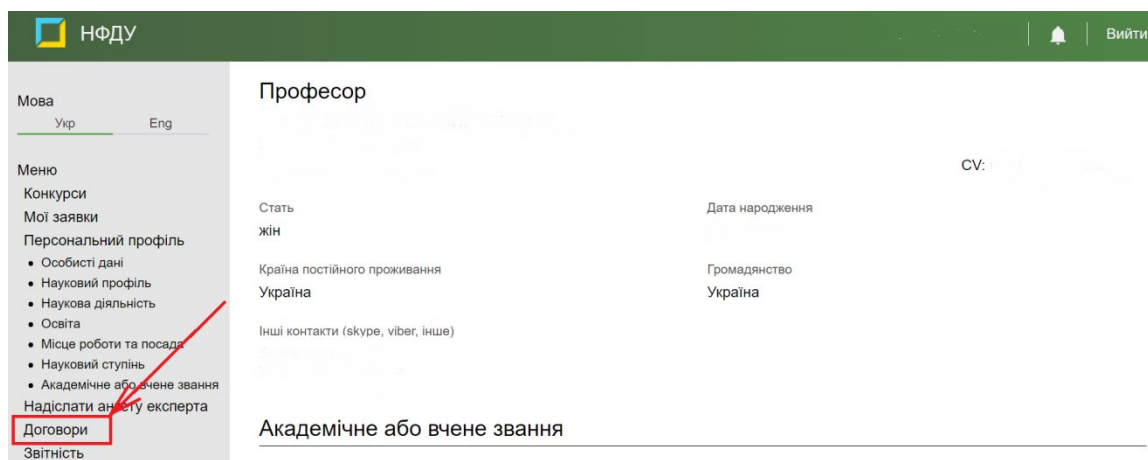 НФДУ
Вийти
Мова
Укр Eng
Меню
Конкурси
Мої заявки
Персональний профіль
Особисті дані
Науковий профіль
Наукова діяльність
Освіта
Місце роботи та посада
Науковий ступінь
Академічне або вчене звання
Надіслати анкету експерта
Договори
Звітність
Професор
CV:
Стать
Дата народження
жін
Країна постійного проживання
Громадянство
Україна
Україна
Інші контакти (skype, viber, інше)
Академічне або вчене звання